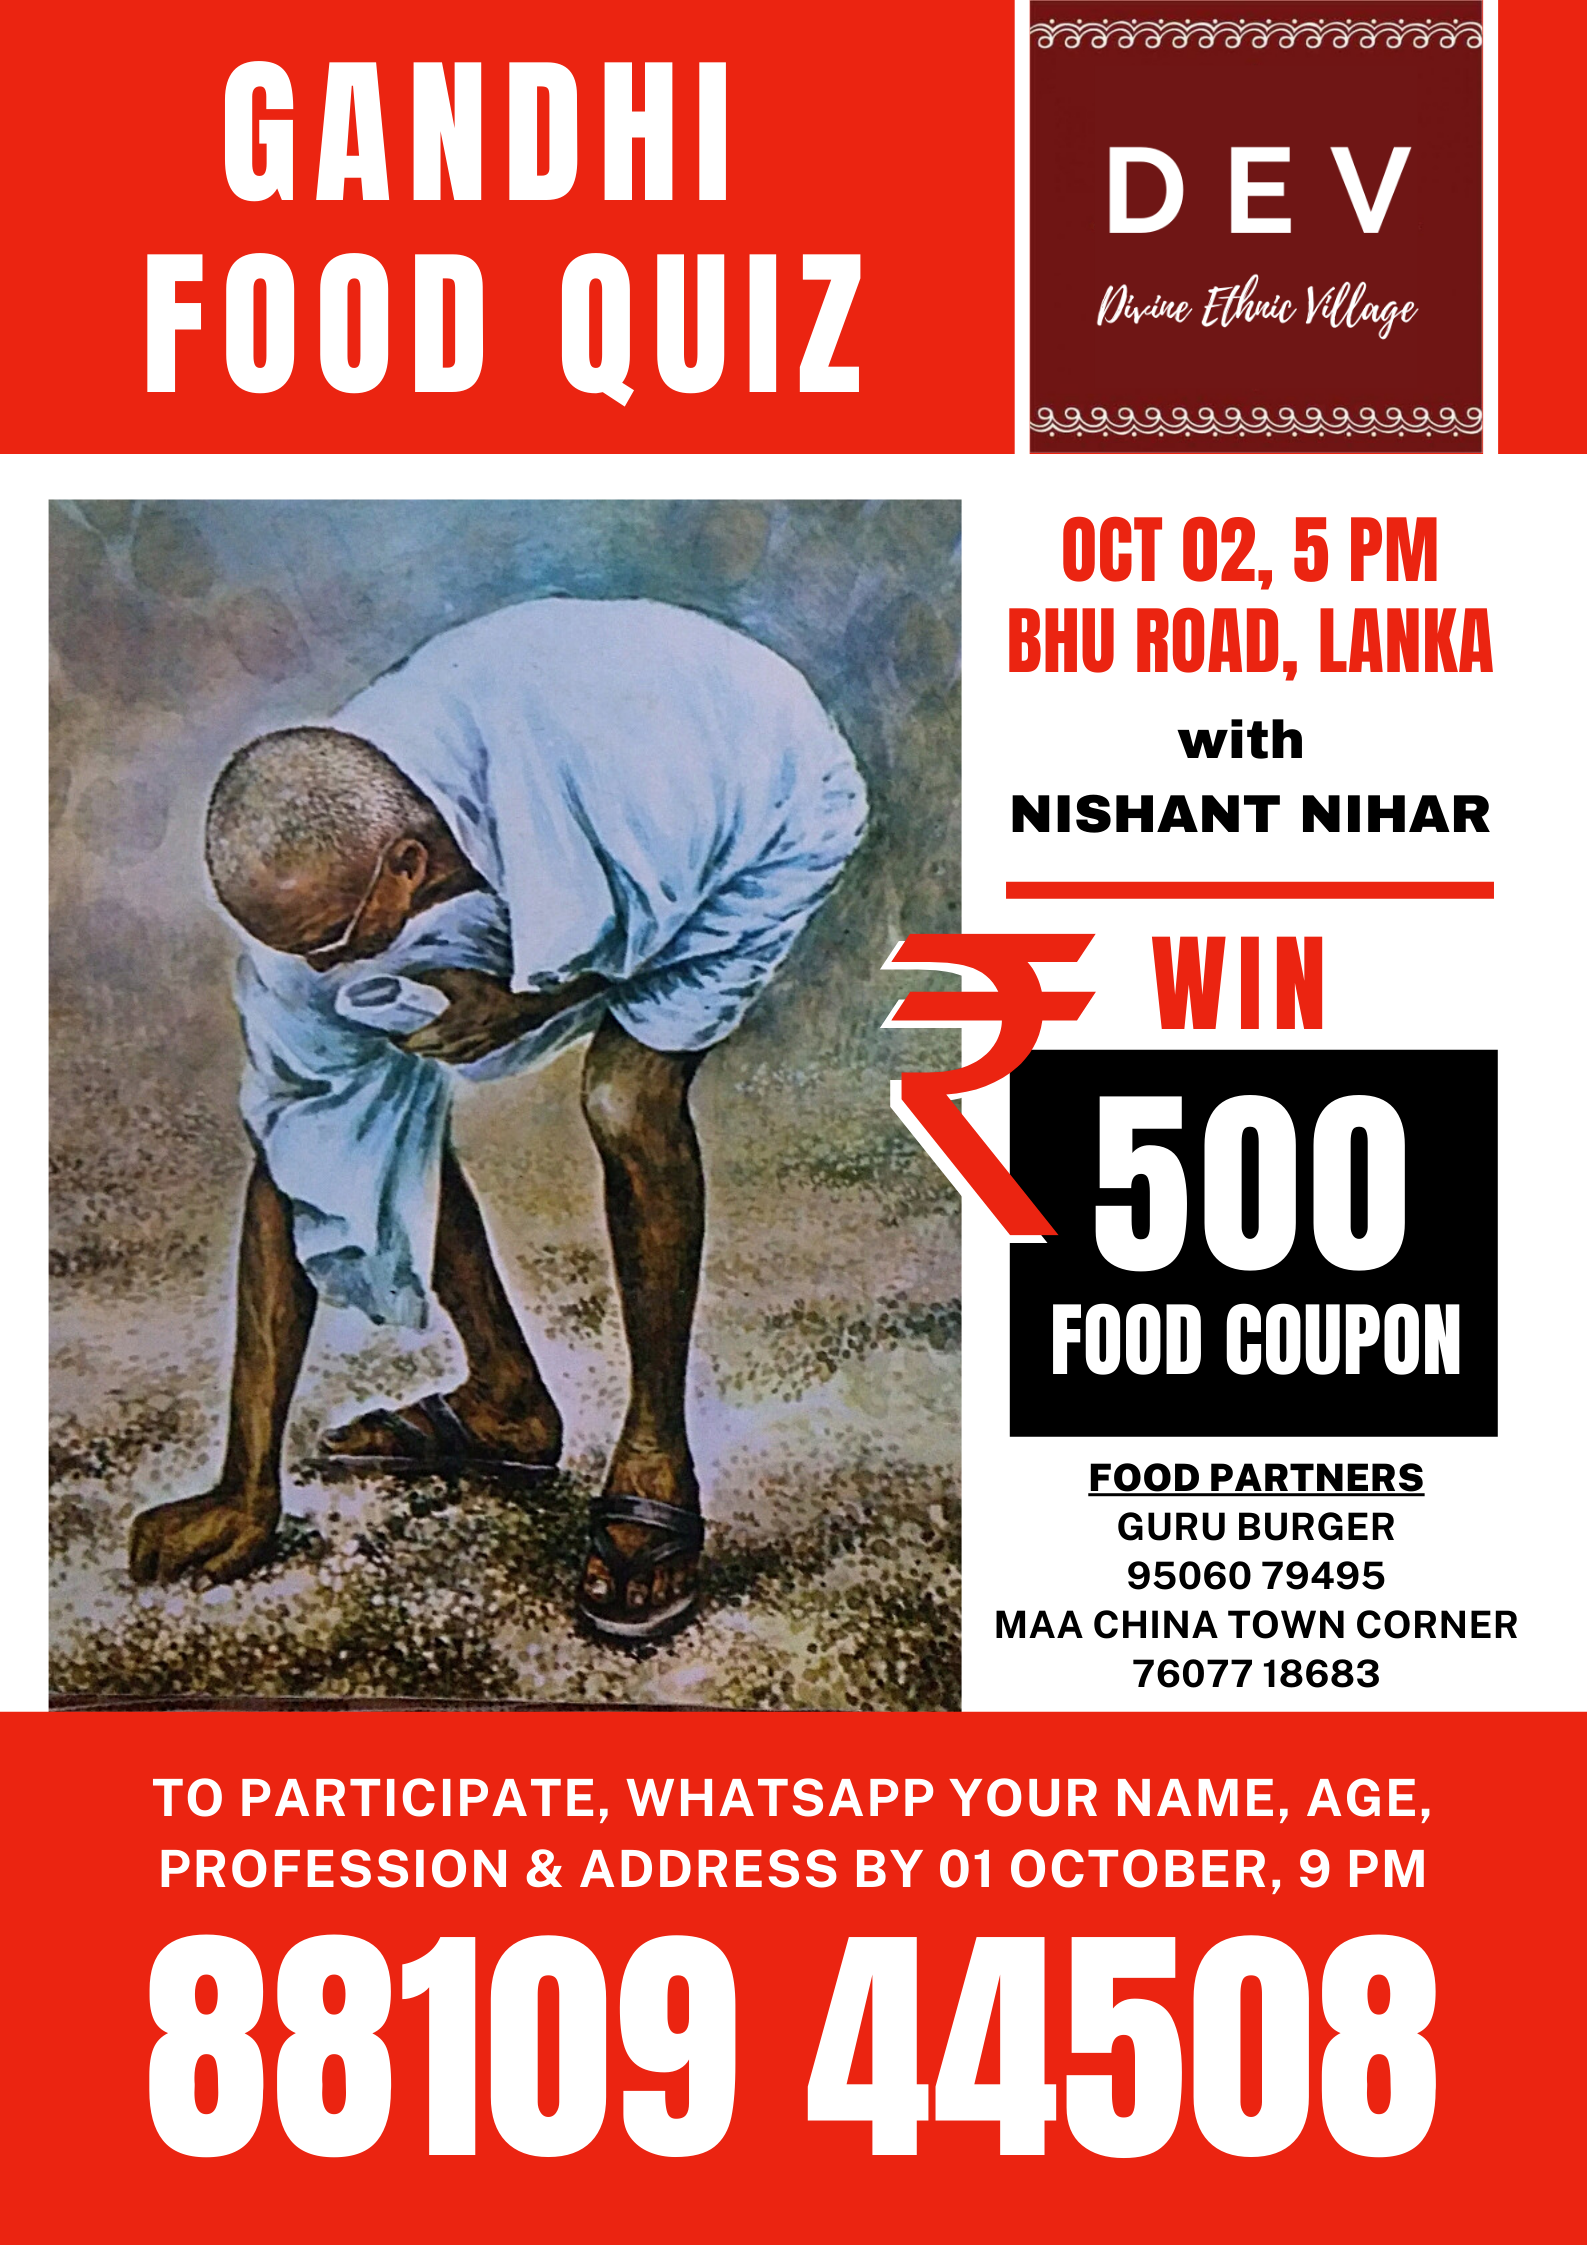 GANDHI
FOOD QUIZ
DEV
Divine Ethnic Village
OCT 02, 5 PM
BHU ROAD, LANKA
with
NISHANT NIHAR
WIN
₹ 500
FOOD COUPON
FOOD PARTNERS
GURU BURGER
95060 79495
MAA CHINA TOWN CORNER
76077 18683
TO PARTICIPATE, WHATSAPP YOUR NAME, AGE,
PROFESSION & ADDRESS BY 01 OCTOBER, 9 PM
88109 44508